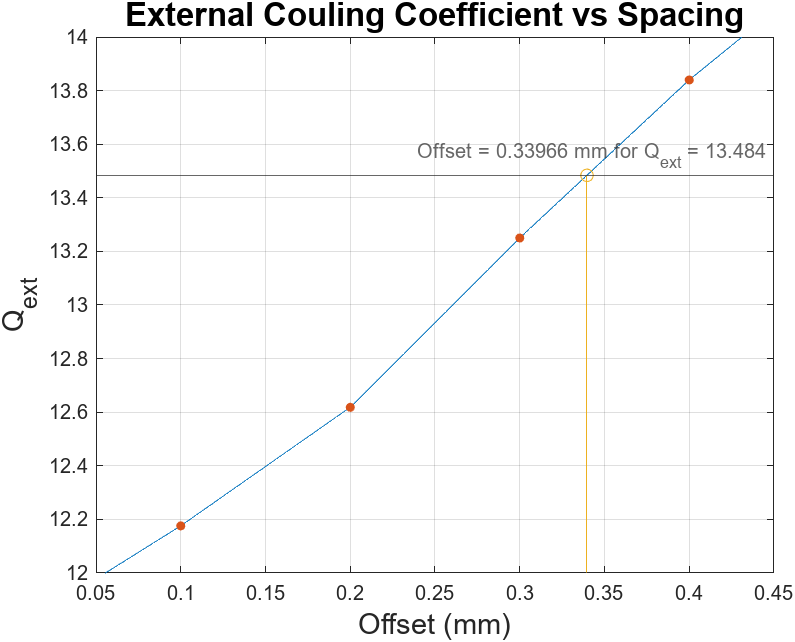 External Couling Coefficient vs Spacing
14
13.8
13.6
Offset = 0.33966 mm for Qext = 13.484
13.4
13.2
Qext
13
12.8
12.6
12.4
12.2
12
0.05 0.1 0.15 0.2 0.25 0.3 0.35 0.4 0.45
Offset (mm)